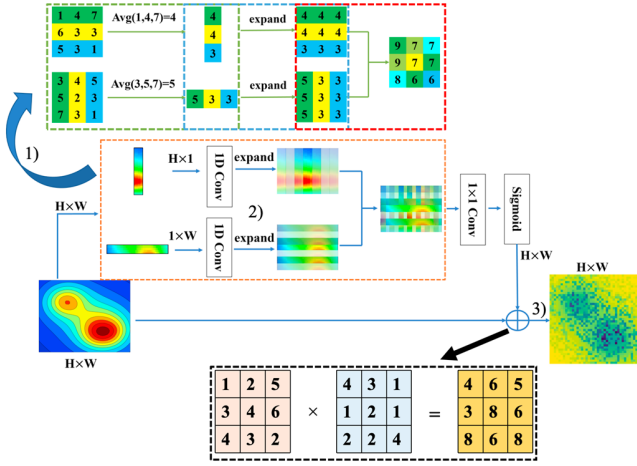 1 4 7 Avg(1,4,7)=4 4 expand 4 4 4
6 3 3 4 4 4 4
5 3 1 3 3 3 3
9 7 7
9 7 7
8 6 6
3 4 5 Avg(3,5,7)=5 expand 5 3 3
5 2 3 5 3 3 5 3 3
7 3 1 5 3 3
1)
H×1 1D Conv expand
2)
H×W
1×W 1D Conv expand
1×1 Conv
Sigmoid
H×W
H×W
3)
H×W
1 2 5 4 3 1 4 6 5
3 4 6 × 1 2 1 = 3 8 6
4 3 2 2 2 4 8 6 8